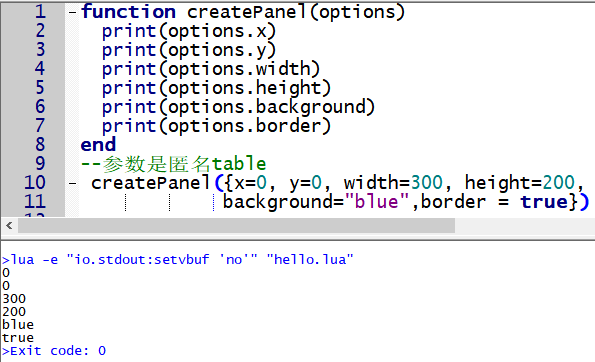 1 -function createPanel(options)
2 print(options.x)
3 print(options.y)
4 print(options.width)
5 print(options.height)
6 print(options.background)
7 print(options.border)
8 end
9 --参数是匿名table
10 - createPanel({x=0, y=0, width=300, height=200,
11 background="blue",border = true})
>lua -e "io.stdout:setvbuf 'no'" "hello.lua"
0
0
300
200
blue
true
>Exit code: 0